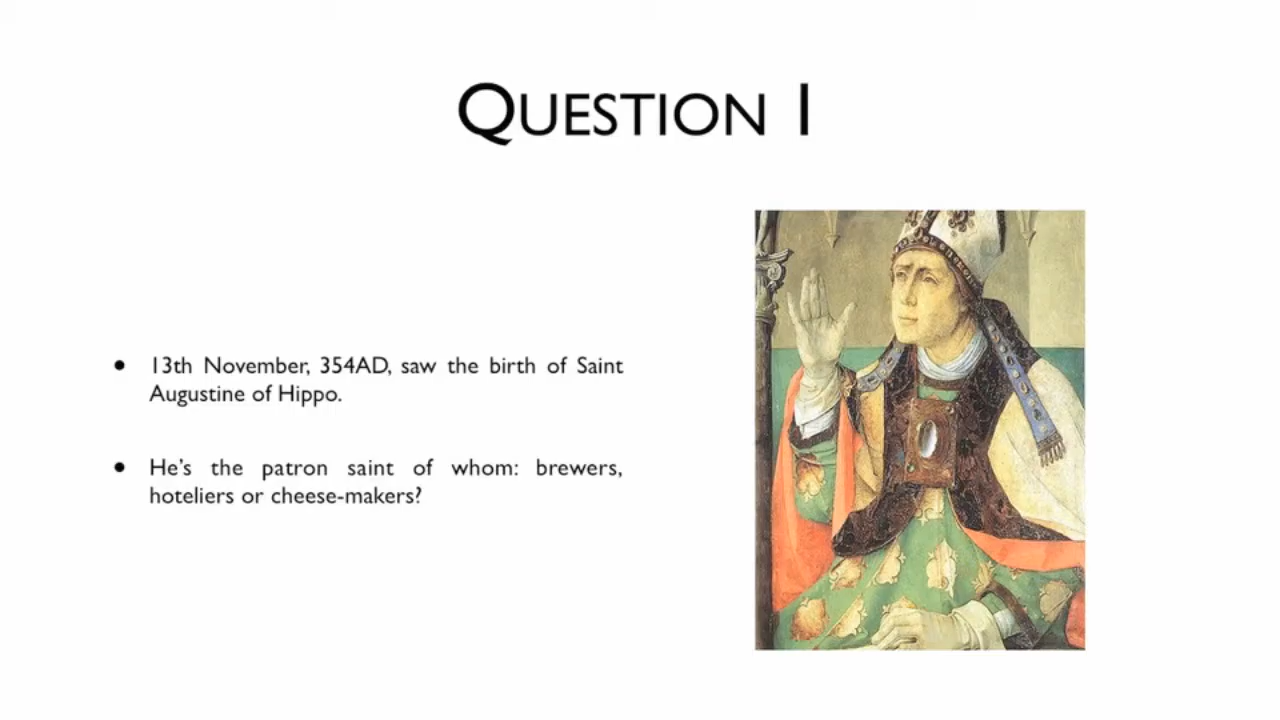 QUESTION 1
• 13th November, 354AD, saw the birth of Saint
Augustine of Hippo.
• He's the patron saint of whom: brewers,
hoteliers or cheese-makers?